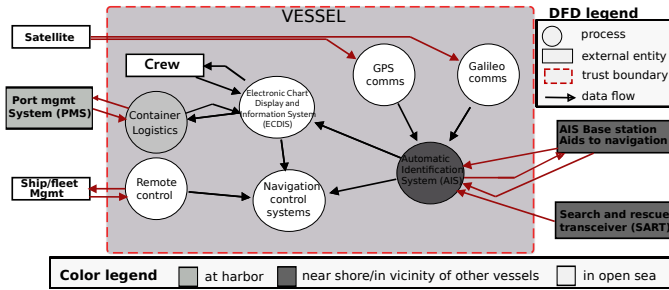 VESSEL
DFD legend
process
external entity
trust boundary
data flow
Satellite
GPS
comms
Galileo
comms
Crew
Electronic Chart
Display and
Information System
(ECDIS)
Port mgmt
System (PMS)
Container
Logistics
Automatic
Identification
System (AIS)
AIS Base station
Aids to navigation
Ship/fleet
Mgmt
Remote
control
Navigation
control
systems
Search and rescue
transceiver (SART)
Color legend
at harbor
near shore/in vicinity of other vessels
in open sea